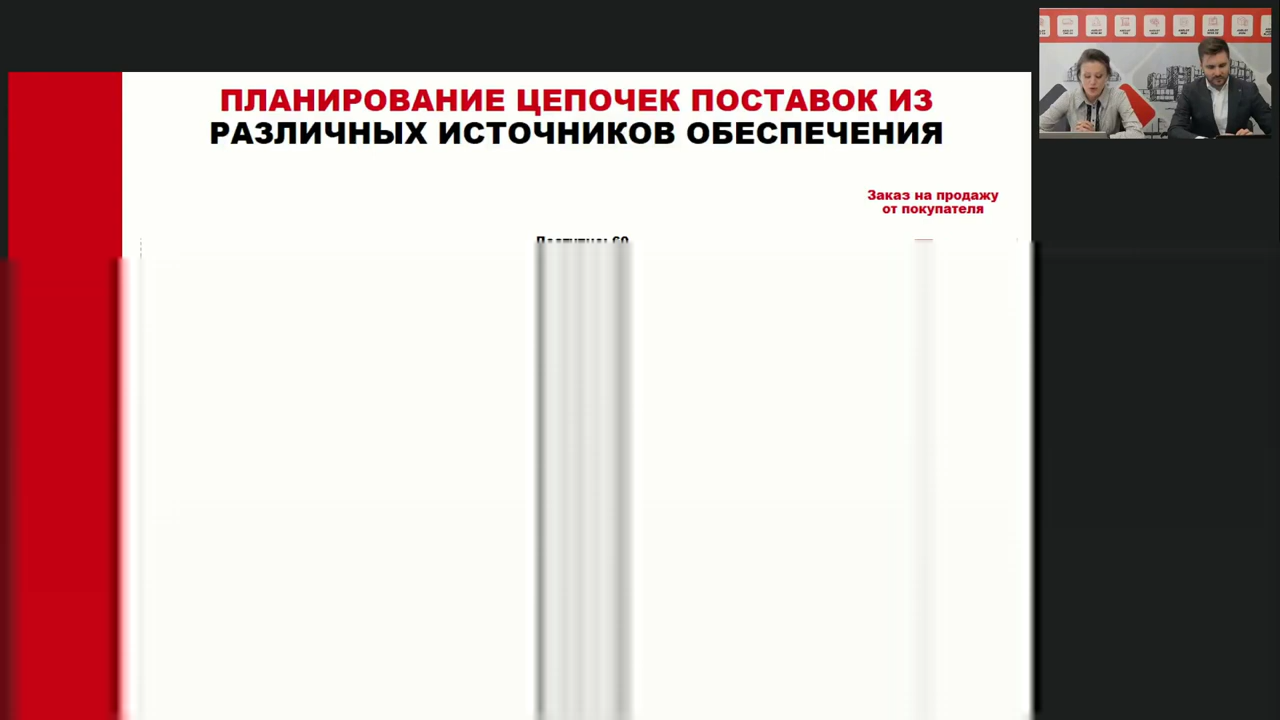 ПЛАНИРОВАНИЕ ЦЕПОЧЕК ПОСТАВОК ИЗ
РАЗЛИЧНЫХ ИСТОЧНИКОВ ОБЕСПЕЧЕНИЯ
Заказ на продажу
от покупателя